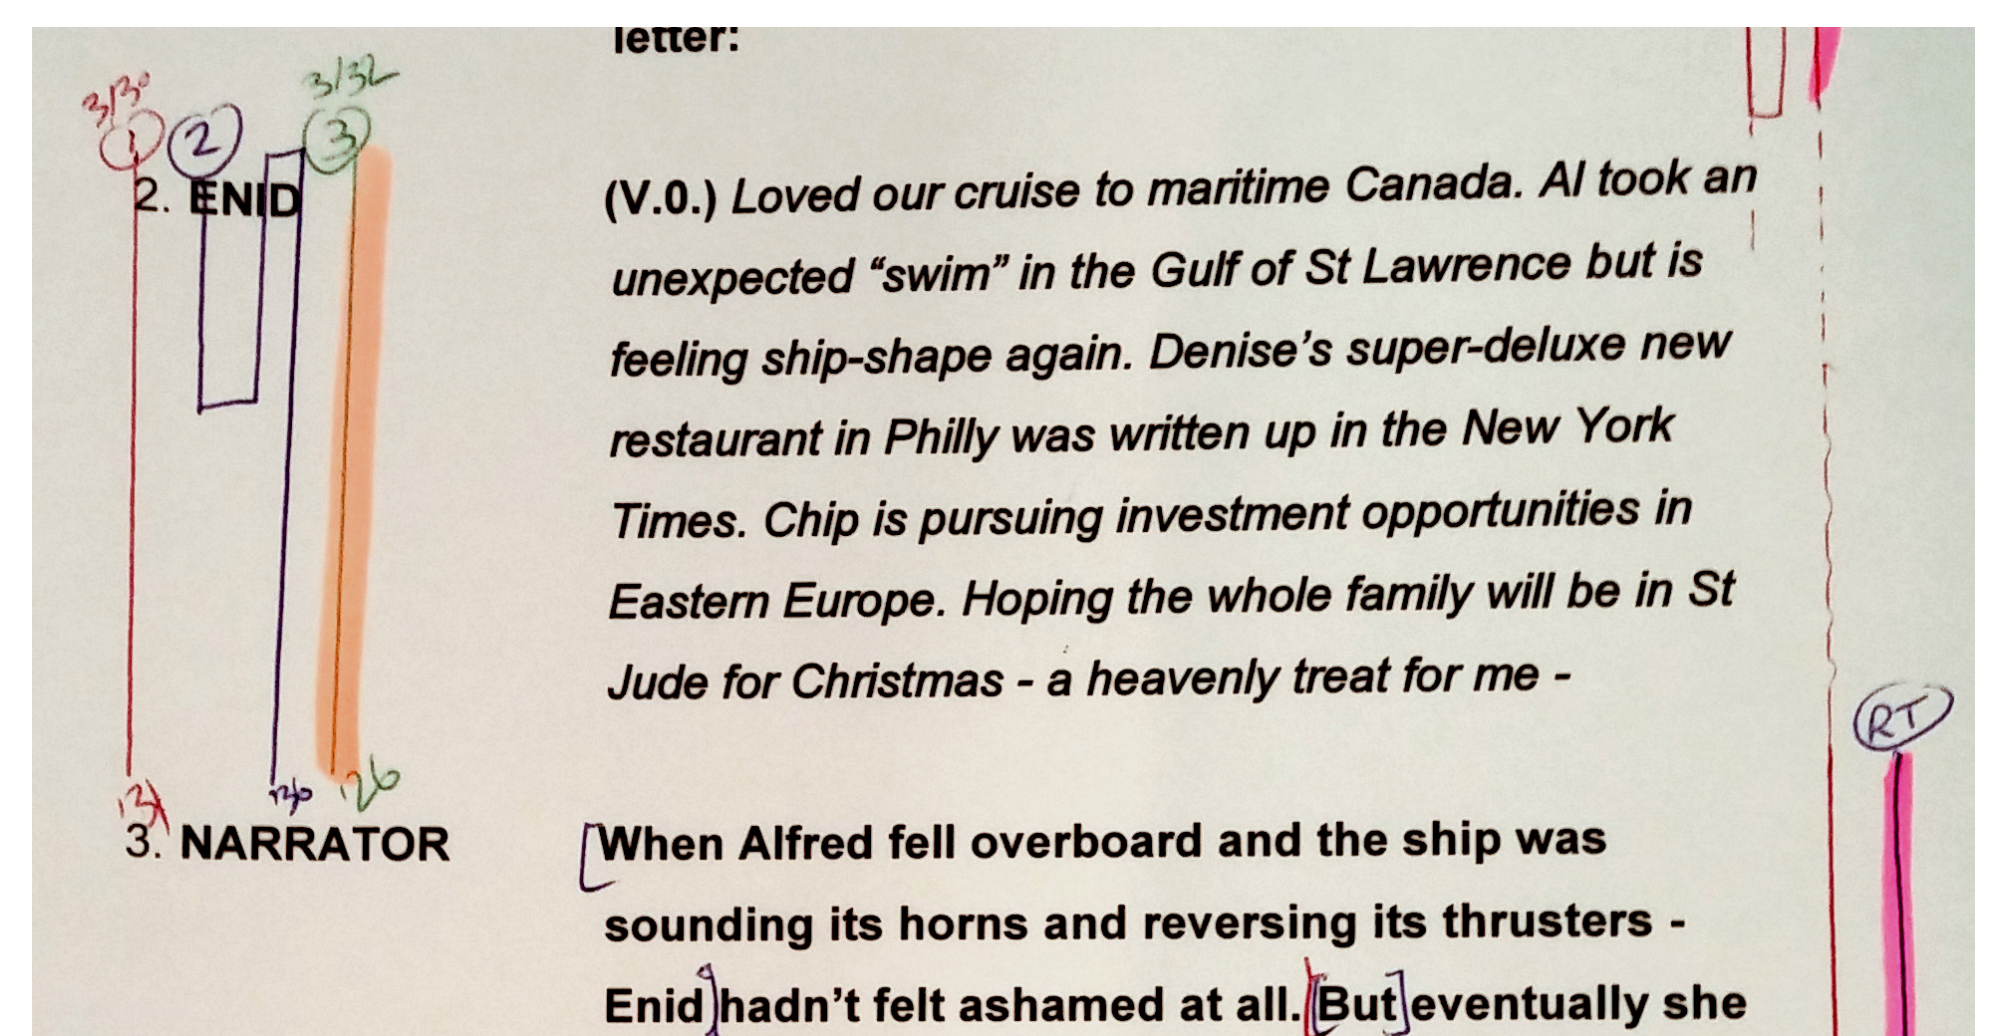 letter:
3/30 3/32
1 2 3
2. ENID (V.O.) Loved our cruise to maritime Canada. Al took an
unexpected “swim” in the Gulf of St Lawrence but is
feeling ship-shape again. Denise’s super-deluxe new
restaurant in Philly was written up in the New York
Times. Chip is pursuing investment opportunities in
Eastern Europe. Hoping the whole family will be in St
Jude for Christmas - a heavenly treat for me -
RT
126
3. NARRATOR [When Alfred fell overboard and the ship was
sounding its horns and reversing its thrusters -
Enid] hadn’t felt ashamed at all. [But] eventually she